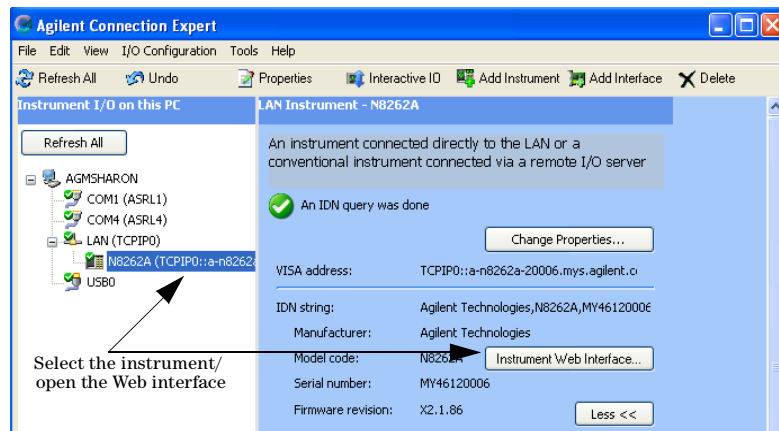 Agilent Connection Expert
File Edit View I/O Configuration Tools Help
Refresh All Undo Properties Interactive IO Add Instrument Add Interface Delete
Instrument I/O on this PC
Refresh All
AGMSHARON
COM1 (ASRL1)
COM4 (ASRL4)
LAN (TCPIP0)
N8262A (TCPIP0::a-n8262a
USB0
Select the instrument/
open the Web interface
LAN Instrument - N8262A
An instrument connected directly to the LAN or a
conventional instrument connected via a remote I/O server
An IDN query was done
Change Properties...
VISA address: TCPIP0::a-n8262a-20006.mys.agilent.co
IDN string: Agilent Technologies,N8262A,MY46120006
Manufacturer: Agilent Technologies
Model code: N8262A Instrument Web Interface...
Serial number: MY46120006
Firmware revision: X2.1.86
Less <<